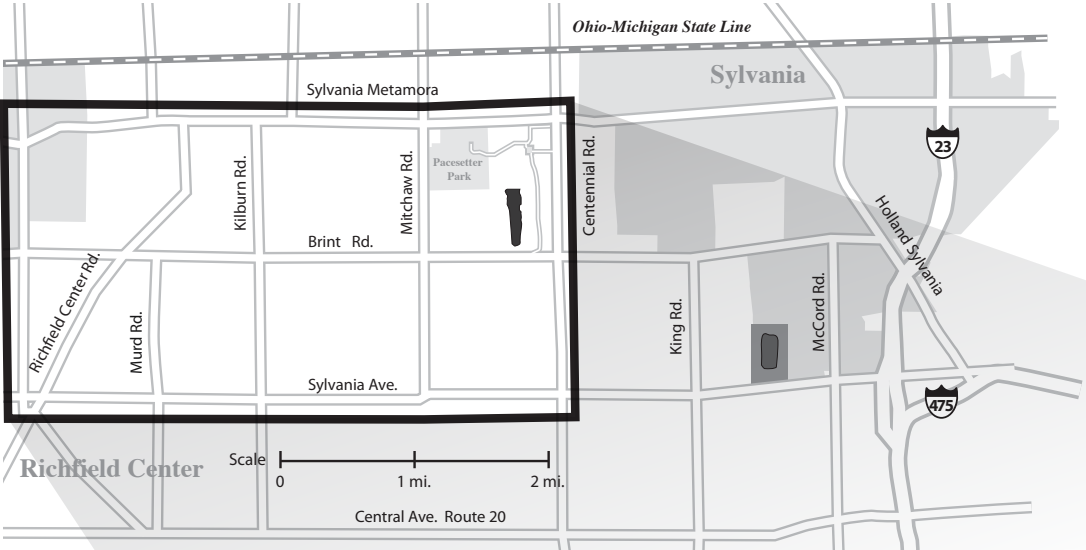 Ohio-Michigan State Line
Sylvania
Sylvania Metamora
23
Pacesetter
Park
Kilburn Rd.
Mitchaw Rd.
Centennial Rd.
Holland Sylvania
Brint Rd.
Richfield Center Rd.
Murd Rd.
King Rd.
McCord Rd.
Sylvania Ave.
475
Richfield Center
Scale
0 1 mi. 2 mi.
Central Ave. Route 20